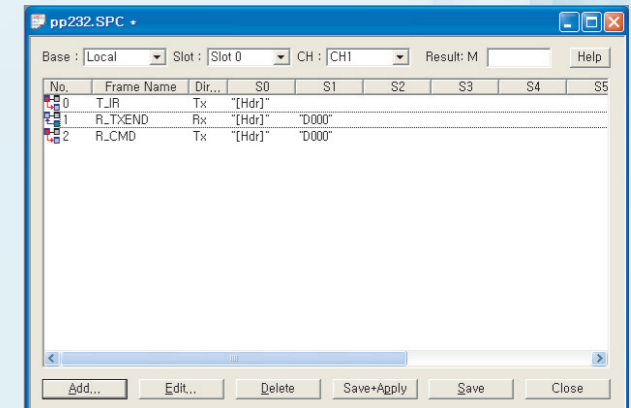 pp232.SPC *
Base : Local Slot : Slot 0 CH : CH1 Result: M Help
No, Frame Name Dir... S0 S1 S2 S3 S4 S5
0 T_IR Tx "[Hdr]"
1 R_TXEND Rx "[Hdr]" "D000"
2 R_CMD Tx "[Hdr]" "D000"
Add... Edit... Delete Save+Apply Save Close